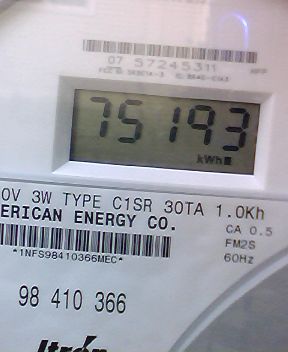 07 57245311
75193
kWh
0V 3W TYPE C1SR 30TA 1.0Kh
ERICAN ENERGY CO.
CA 0.5
FM2S
*1NFS98410366MEC*
60Hz
98 410 366
Itrón